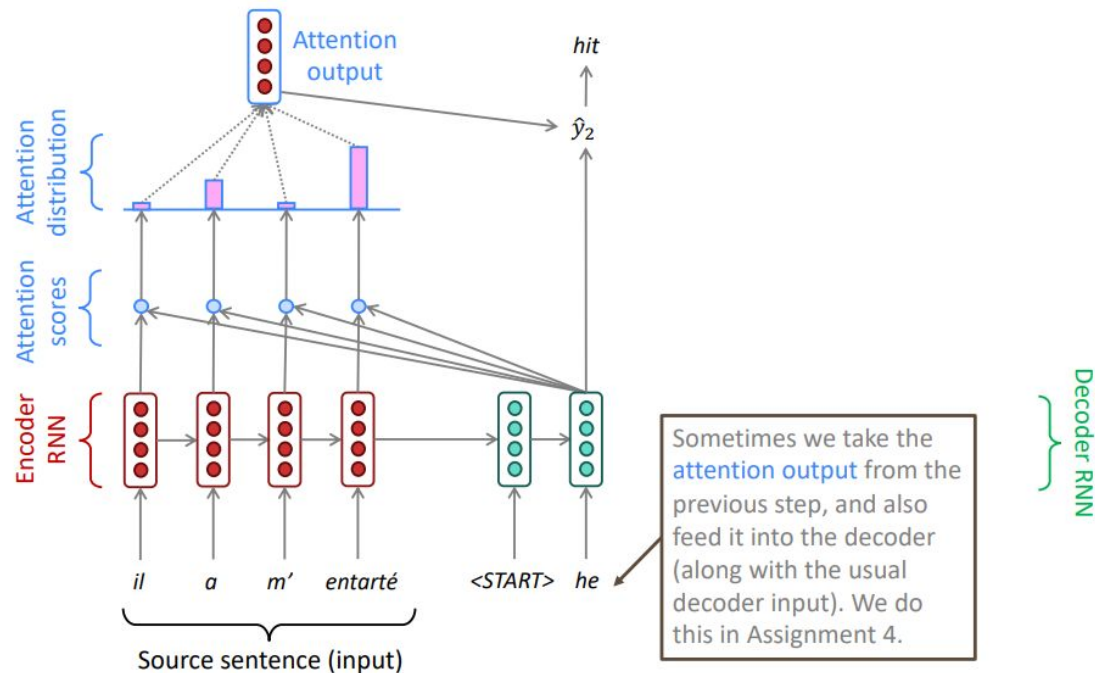 Attention
output
hit
ŷ₂
Attention
distribution
Attention
scores
Encoder
RNN
Decoder RNN
Sometimes we take the
attention output from the
previous step, and also
feed it into the decoder
(along with the usual
decoder input). We do
this in Assignment 4.
il a m’ entarté <START> he
Source sentence (input)